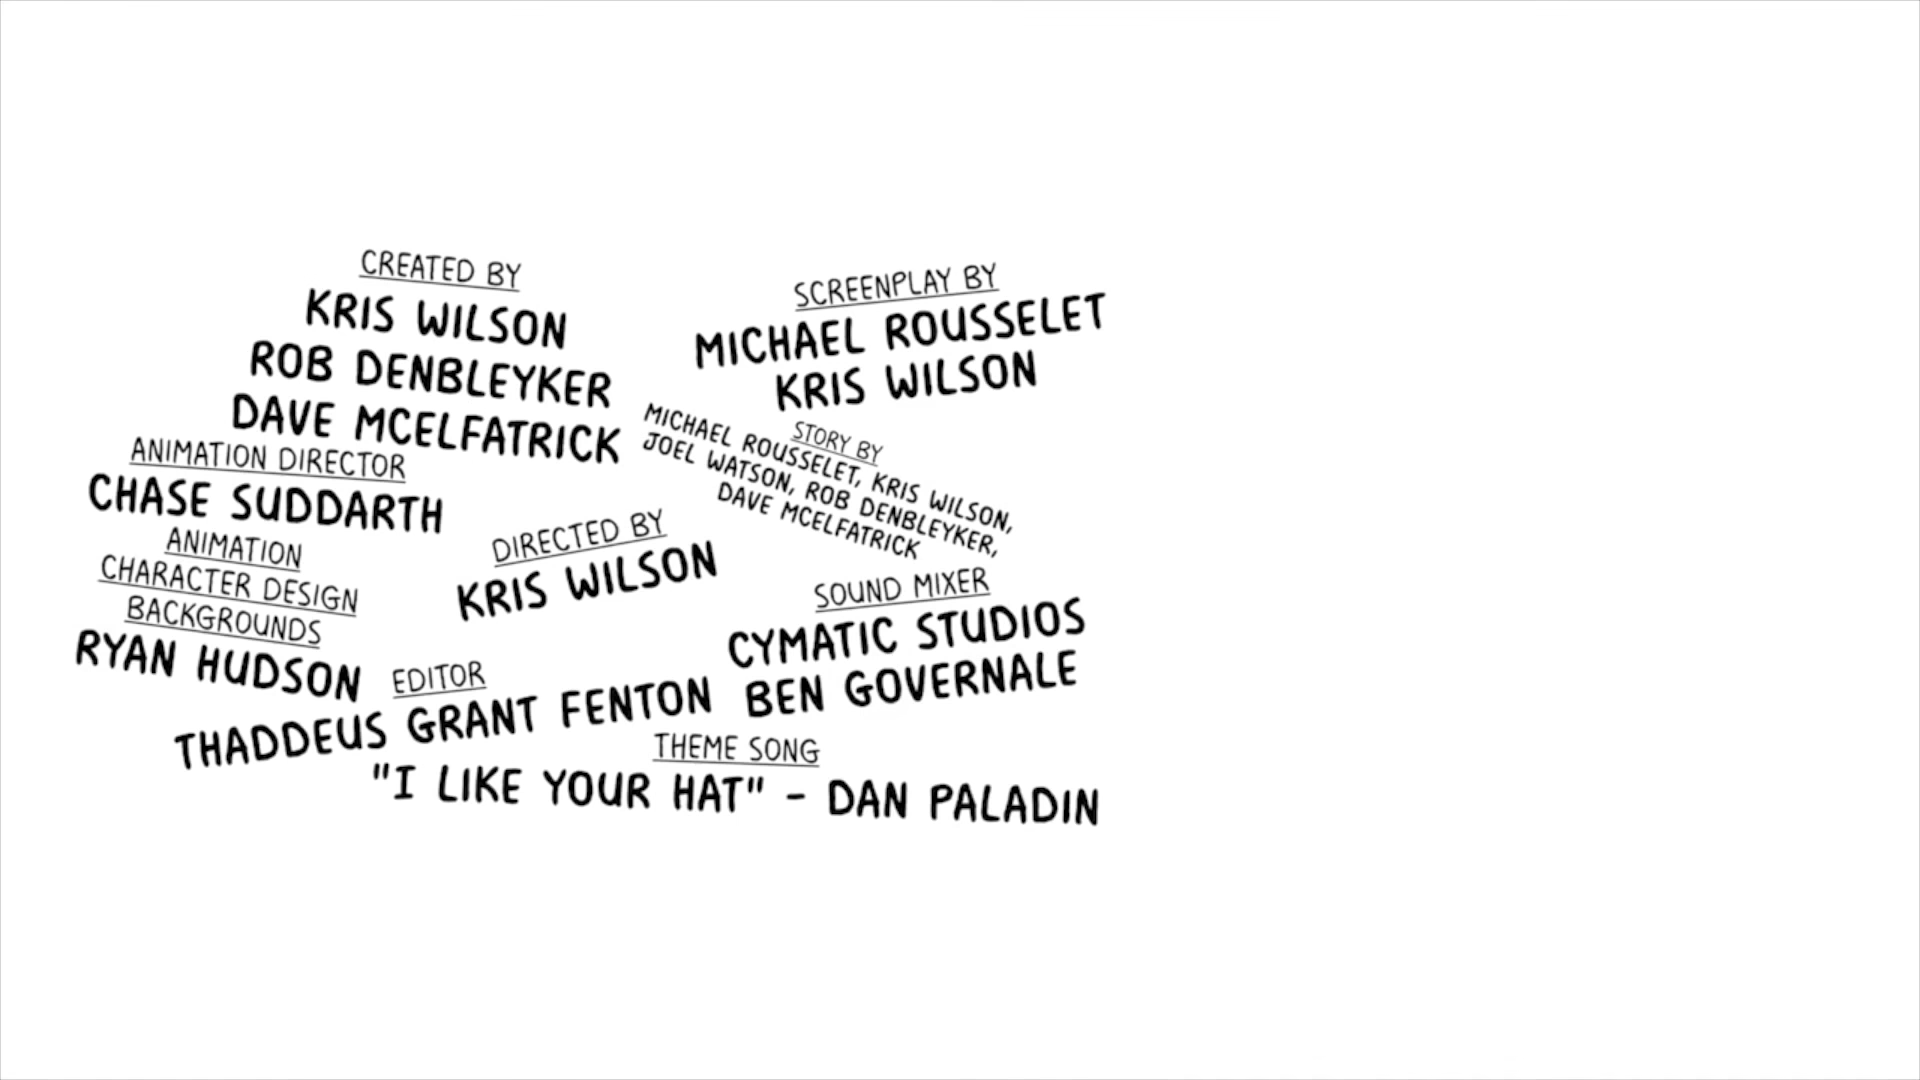 CREATED BY
KRIS WILSON
ROB DENBLEYKER
DAVE MCELFATRICK
SCREENPLAY BY
MICHAEL ROUSSELET
KRIS WILSON
STORY BY
MICHAEL ROUSSELET, KRIS WILSON,
JOEL WATSON, ROB DENBLEYKER,
DAVE MCELFATRICK
ANIMATION DIRECTOR
CHASE SUDDARTH
DIRECTED BY
KRIS WILSON
ANIMATION
CHARACTER DESIGN
BACKGROUNDS
RYAN HUDSON
SOUND MIXER
CYMATIC STUDIOS
BEN GOVERNALE
EDITOR
THADDEUS GRANT FENTON
THEME SONG
"I LIKE YOUR HAT" - DAN PALADIN